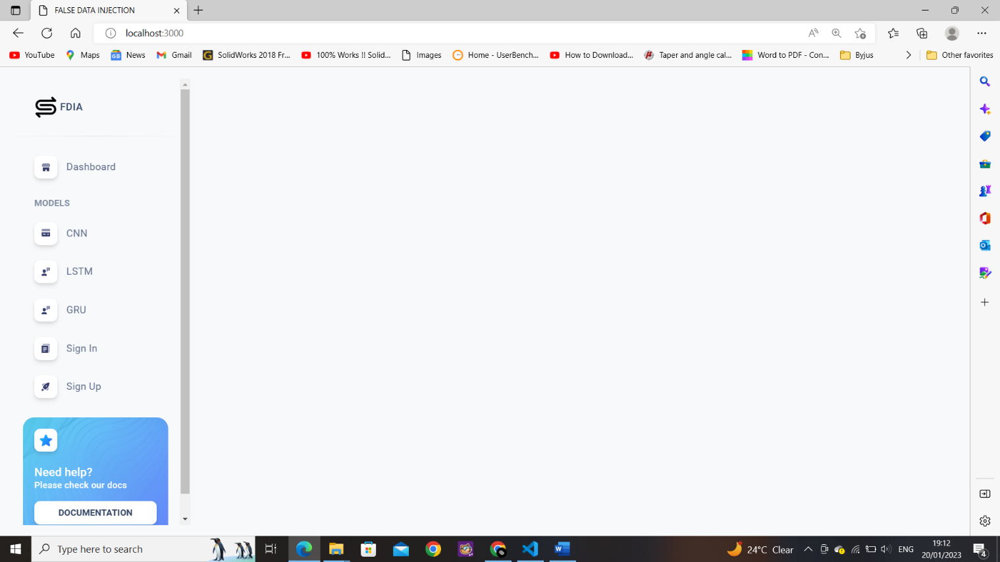 FALSE DATA INJECTION
localhost:3000
YouTube Maps News Gmail SolidWorks 2018 Fr... 100% Works !! Solid... Images Home - UserBench... How to Download... Taper and angle cal... Word to PDF - Con... Byjus Other favorites
FDIA
Dashboard
MODELS
CNN
LSTM
GRU
Sign In
Sign Up
Need help?
Please check our docs
DOCUMENTATION
Type here to search
24°C Clear
ENG
19:12
20/01/2023
4